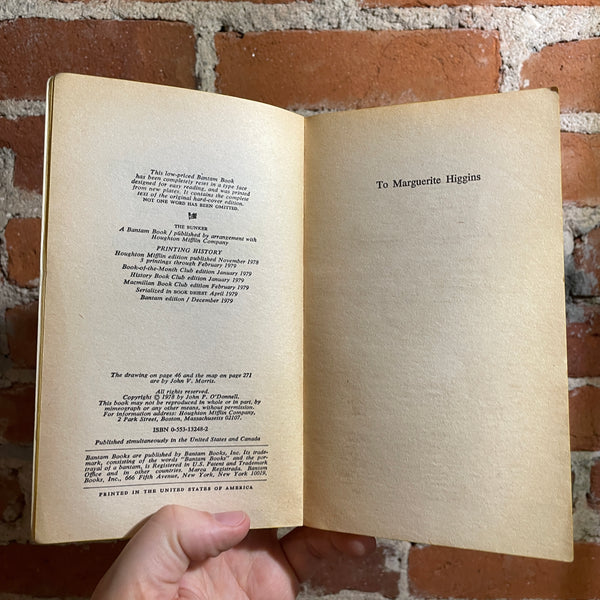 This low-priced Bantam Book
has been completely reset in a type face
designed for easy reading, and was printed
from new plates. It contains the complete
text of the original hard-cover edition.
NOT ONE WORD HAS BEEN OMITTED.
THE BUNKER
A Bantam Book / published by arrangement with
Houghton Mifflin Company
PRINTING HISTORY
Houghton Mifflin edition published November 1978
3 printings through February 1979
Book-of-the-Month Club edition January 1979
History Book Club edition January 1979
Macmillan Book Club edition February 1979
Serialized in BOOK DIGEST April 1979
Bantam edition / December 1979
The drawing on page 46 and the map on page 271
are by John V. Morris.
All rights reserved.
Copyright © 1978 by John P. O'Donnell.
This book may not be reproduced in whole or in part, by
mimeograph or any other means, without permission.
For information address: Houghton Mifflin Company,
2 Park Street, Boston, Massachusetts 02107.
ISBN 0-553-13248-2
Published simultaneously in the United States and Canada
Bantam Books are published by Bantam Books, Inc. Its trade-
mark, consisting of the words "Bantam Books" and the por-
trayal of a bantam, is Registered in U.S. Patent and Trademark
Office and in other countries. Marca Registrada. Bantam
Books, Inc., 666 Fifth Avenue, New York, New York 10019.
PRINTED IN THE UNITED STATES OF AMERICA
To Marguerite Higgins